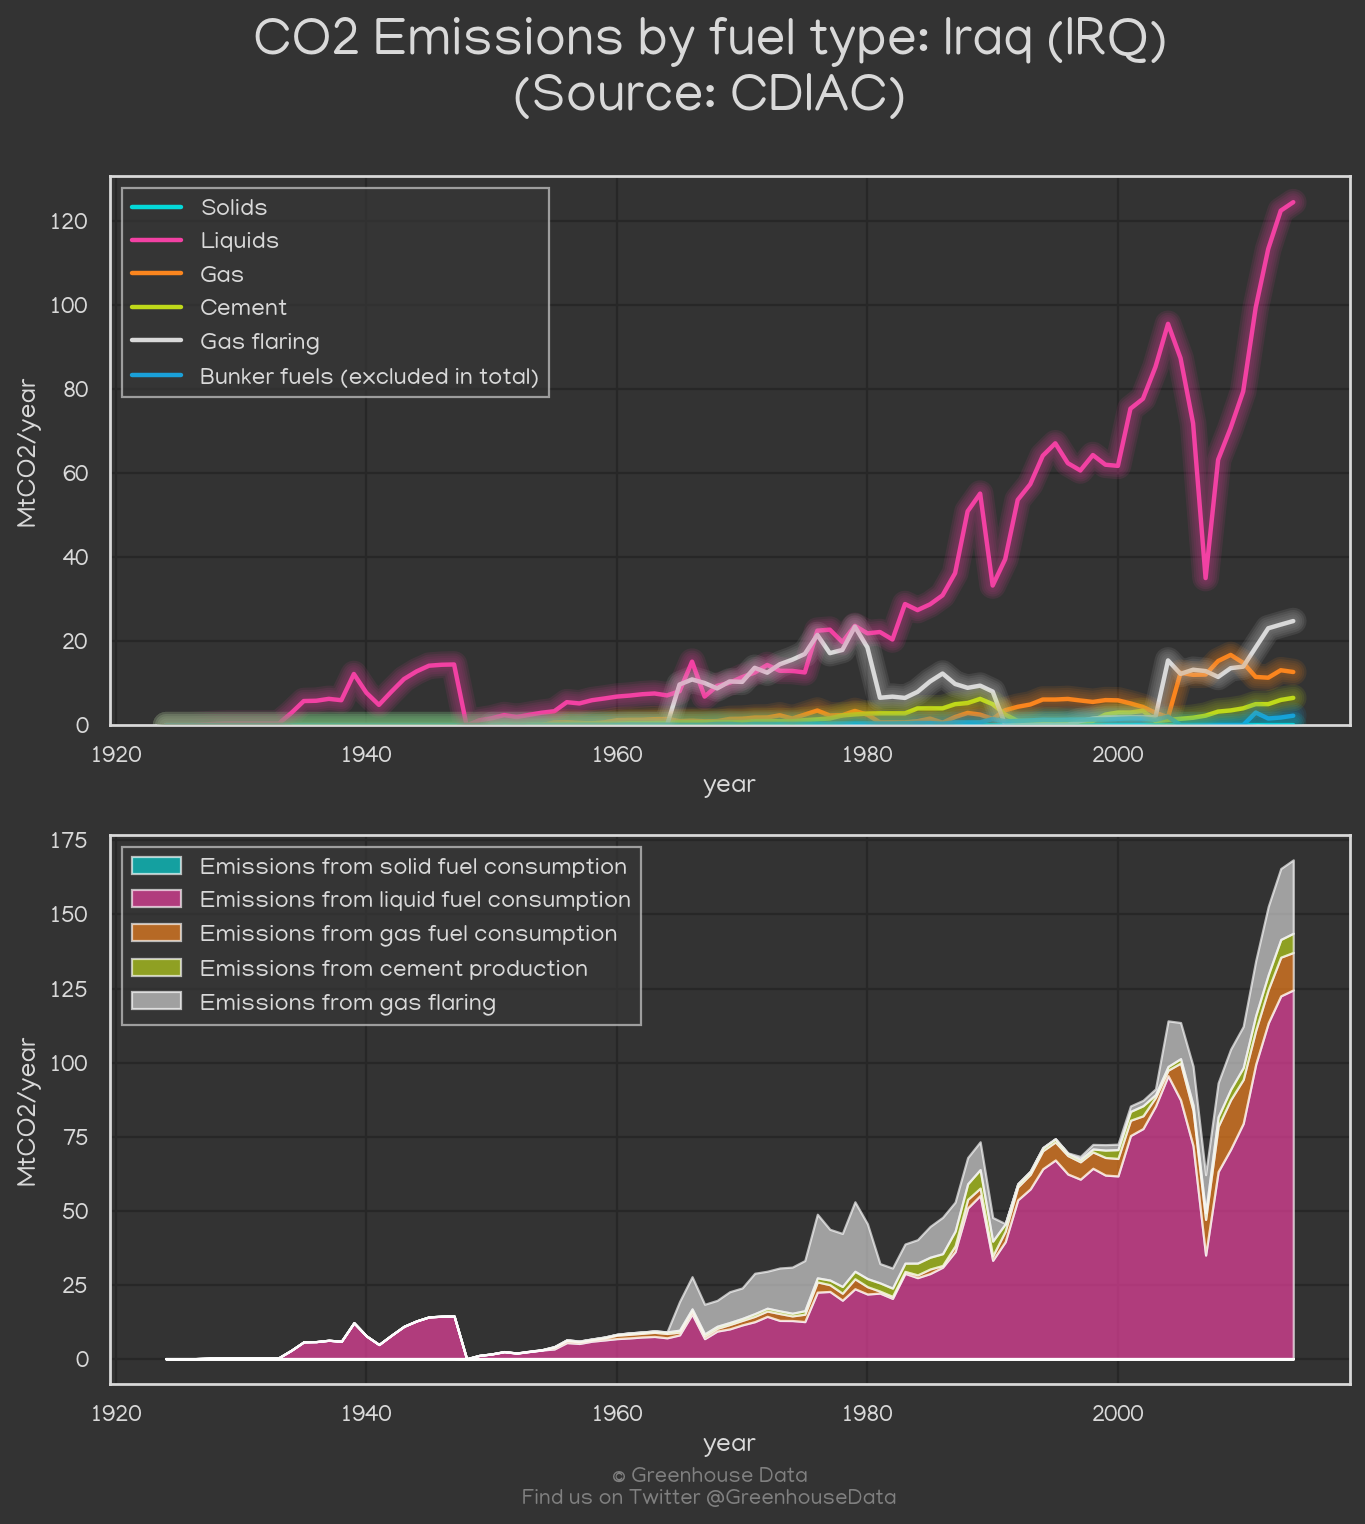 CO2 Emissions by fuel type: Iraq (IRQ)
(Source: CDIAC)
Solids
Liquids
Gas
Cement
Gas flaring
Bunker fuels (excluded in total)
MtCO2/year
120
100
80
60
40
20
0
1920 1940 1960 1980 2000
year
Emissions from solid fuel consumption
Emissions from liquid fuel consumption
Emissions from gas fuel consumption
Emissions from cement production
Emissions from gas flaring
MtCO2/year
175
150
125
100
75
50
25
0
1920 1940 1960 1980 2000
year
© Greenhouse Data
Find us on Twitter @GreenhouseData